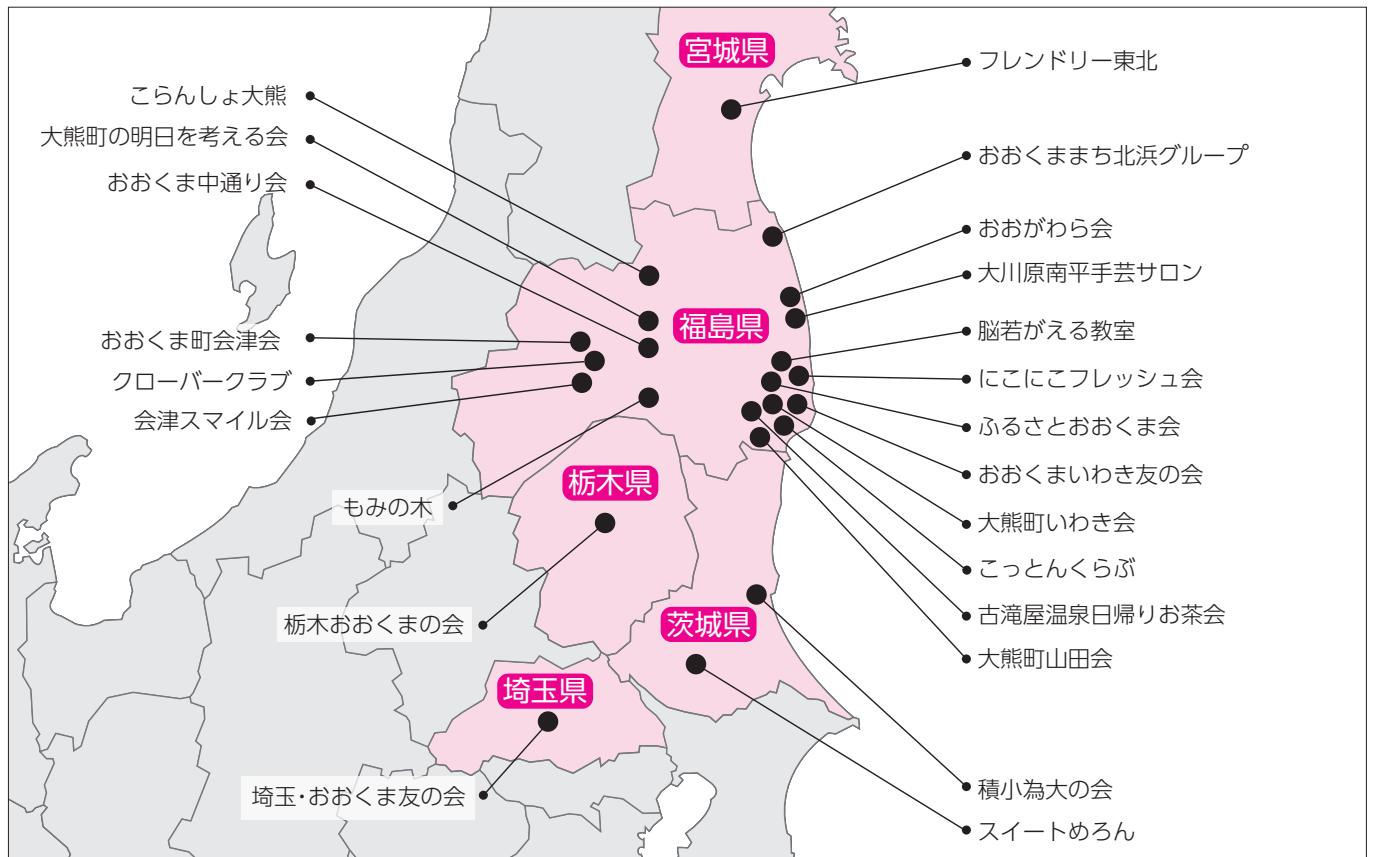 宮城県
フレンドリー東北
こらんしょ大熊
大熊町の明日を考える会
おおくま中通り会
おおくままち北浜グループ
おおがわら会
大川原南平手芸サロン
福島県
脳若がえる教室
おおくま町会津会
クローバークラブ
会津スマイル会
にこにこフレッシュ会
ふるさとおおくま会
おおくまいわき友の会
栃木県
もみの木
大熊町いわき会
こっとんくらぶ
古滝屋温泉日帰りお茶会
大熊町山田会
栃木おおくまの会
茨城県
埼玉県
埼玉・おおくま友の会
積小為大の会
スイートめろん